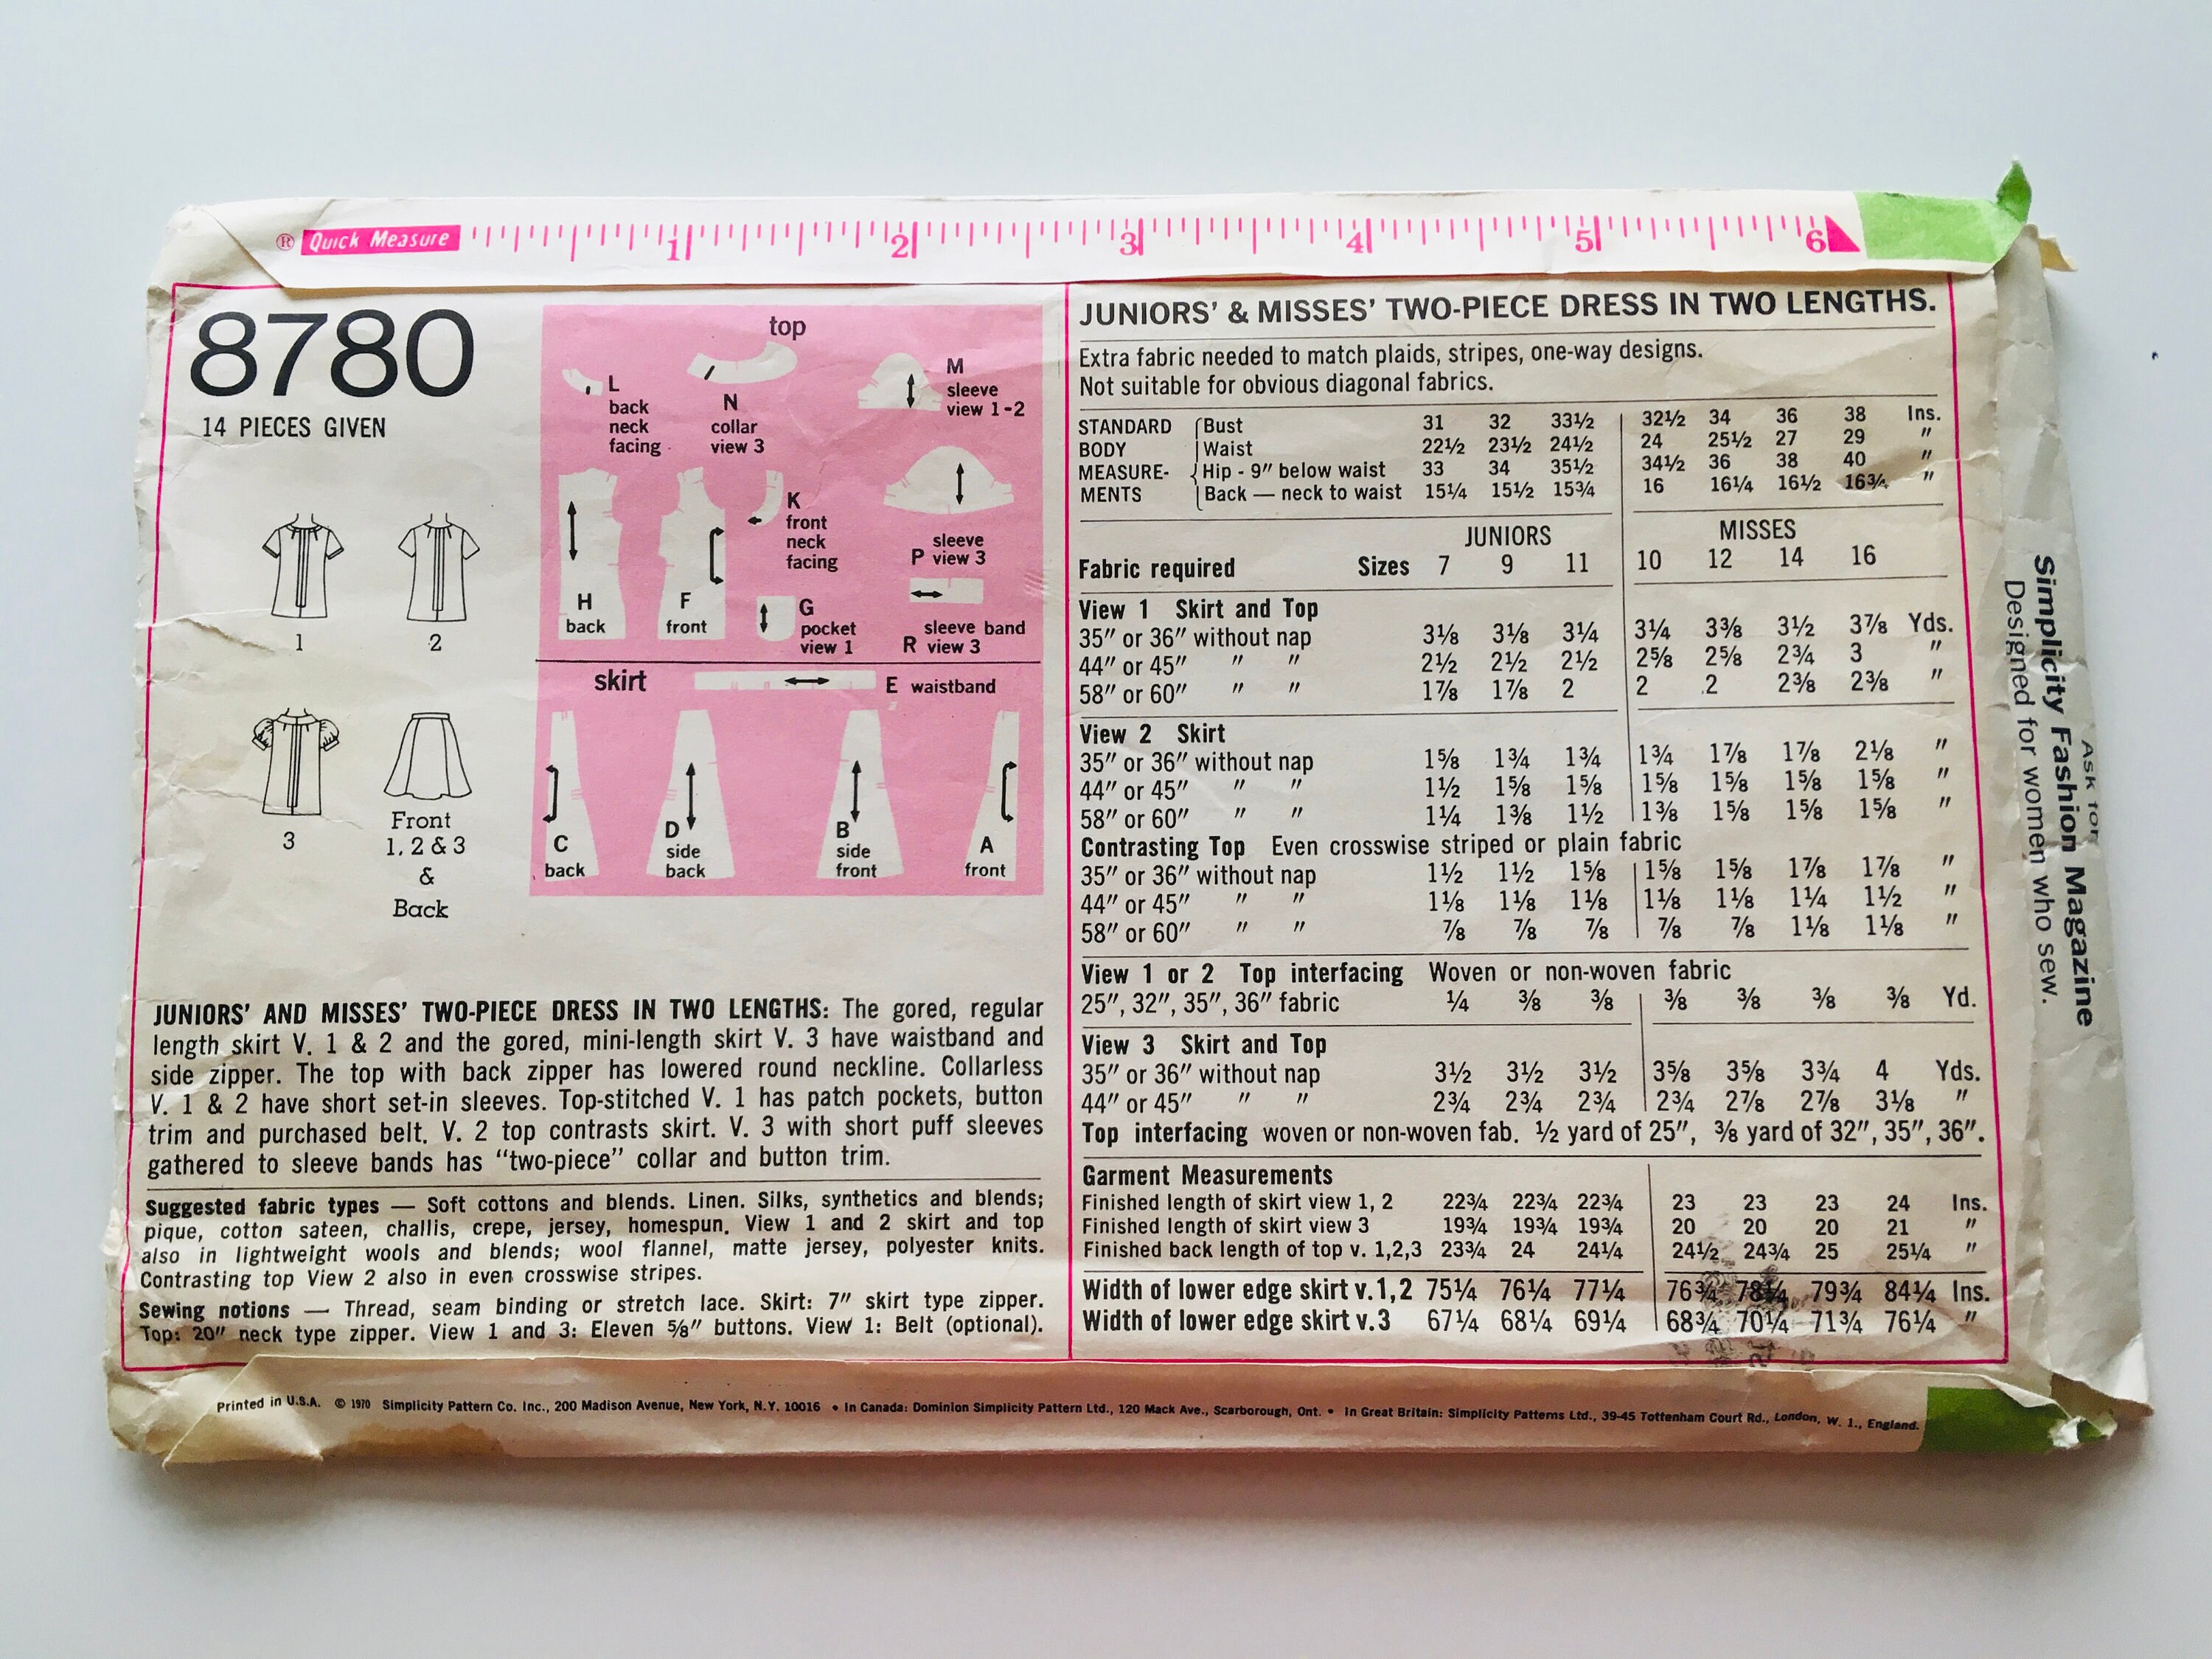 ® Quick Measure
1 2 3 4 5 6
8780
14 PIECES GIVEN
1
2
3
Front
1, 2 & 3
&
Back
top
L
back
neck
facing
N
collar
view 3
M
sleeve
view 1-2
K
front
neck
facing
sleeve
P view 3
H
back
F
front
G
pocket
view 1
sleeve band
R view 3
skirt
E waistband
C
back
D
side
back
B
side
front
A
front
JUNIORS' AND MISSES' TWO-PIECE DRESS IN TWO LENGTHS: The gored, regular
length skirt V. 1 & 2 and the gored, mini-length skirt V. 3 have waistband and
side zipper. The top with back zipper has lowered round neckline. Collarless
V. 1 & 2 have short set-in sleeves. Top-stitched V. 1 has patch pockets, button
trim and purchased belt. V. 2 top contrasts skirt. V. 3 with short puff sleeves
gathered to sleeve bands has "two-piece" collar and button trim.
Suggested fabric types — Soft cottons and blends. Linen. Silks, synthetics and blends;
pique, cotton sateen, challis, crepe, jersey, homespun. View 1 and 2 skirt and top
also in lightweight wools and blends; wool flannel, matte jersey, polyester knits.
Contrasting top View 2 also in even crosswise stripes.
Sewing notions — Thread, seam binding or stretch lace. Skirt: 7" skirt type zipper.
Top: 20" neck type zipper. View 1 and 3: Eleven ⅝" buttons. View 1: Belt (optional).
JUNIORS' & MISSES' TWO-PIECE DRESS IN TWO LENGTHS.
Extra fabric needed to match plaids, stripes, one-way designs.
Not suitable for obvious diagonal fabrics.
STANDARD Bust 31 32 33½ 32½ 34 36 38 Ins.
BODY Waist 22½ 23½ 24½ 24 25½ 27 29 "
MEASURE- Hip - 9" below waist 33 34 35½ 34½ 36 38 40 "
MENTS Back — neck to waist 15¼ 15½ 15¾ 16 16¼ 16½ 16¾ "
JUNIORS MISSES
Fabric required Sizes 7 9 11 10 12 14 16
View 1 Skirt and Top
35" or 36" without nap 3⅛ 3⅛ 3¼ 3¼ 3⅜ 3½ 3⅞ Yds.
44" or 45" " " 2½ 2½ 2½ 2⅝ 2⅝ 2¾ 3 "
58" or 60" " " 1⅞ 1⅞ 2 2 2 2⅜ 2⅜ "
View 2 Skirt
35" or 36" without nap 1⅝ 1¾ 1¾ 1¾ 1⅞ 1⅞ 2⅛ "
44" or 45" " " 1½ 1⅝ 1⅝ 1⅝ 1⅝ 1⅝ 1⅝ "
58" or 60" " " 1¼ 1⅜ 1½ 1⅜ 1⅝ 1⅝ 1⅝ "
Contrasting Top Even crosswise striped or plain fabric
35" or 36" without nap 1½ 1½ 1⅝ 1⅝ 1⅝ 1⅞ 1⅞ "
44" or 45" " " 1⅛ 1⅛ 1⅛ 1⅛ 1⅛ 1¼ 1½ "
58" or 60" " " ⅞ ⅞ ⅞ ⅞ ⅞ 1⅛ 1⅛ "
View 1 or 2 Top interfacing Woven or non-woven fabric
25", 32", 35", 36" fabric ¼ ⅜ ⅜ ⅜ ⅜ ⅜ ⅜ Yd.
View 3 Skirt and Top
35" or 36" without nap 3½ 3½ 3½ 3⅝ 3⅝ 3¾ 4 Yds.
44" or 45" " " 2¾ 2¾ 2¾ 2¾ 2⅞ 2⅞ 3⅛ "
Top interfacing woven or non-woven fab. ½ yard of 25", ⅜ yard of 32", 35", 36".
Garment Measurements
Finished length of skirt view 1, 2 22¾ 22¾ 22¾ 23 23 23 24 Ins.
Finished length of skirt view 3 19¾ 19¾ 19¾ 20 20 20 21 "
Finished back length of top v. 1,2,3 23¾ 24 24¼ 24½ 24¾ 25 25¼ "
Width of lower edge skirt v.1,2 75¼ 76¼ 77¼ 76¾ 78¼ 79¾ 84¼ Ins.
Width of lower edge skirt v.3 67¼ 68¼ 69¼ 68¾ 70¼ 71¾ 76¼ "
Ask for
Simplicity Fashion Magazine
Designed for women who sew.
Printed in U.S.A. © 1970 Simplicity Pattern Co. Inc., 200 Madison Avenue, New York, N.Y. 10016 • In Canada: Dominion Simplicity Pattern Ltd., 120 Mack Ave., Scarborough, Ont. • In Great Britain: Simplicity Patterns Ltd., 39-45 Tottenham Court Rd., London, W. 1., England.